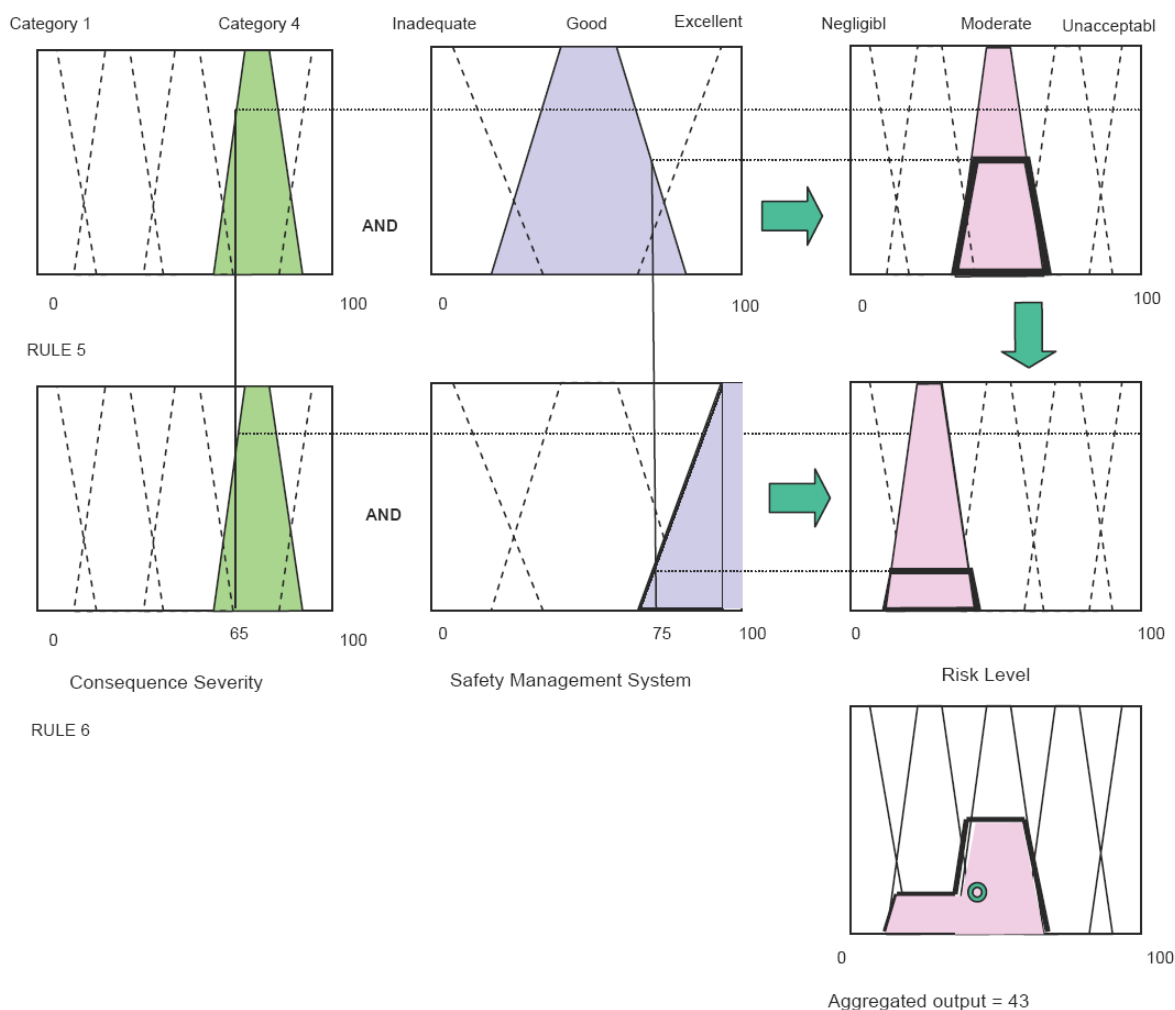 Category 1 Category 4 Inadequate Good Excellent Negligibl Moderate Unacceptabl
AND
0 100 0 100 0 100
RULE 5
AND
0 65 100 0 75 100 0 100
Consequence Severity Safety Management System Risk Level
RULE 6
0 100
Aggregated output = 43